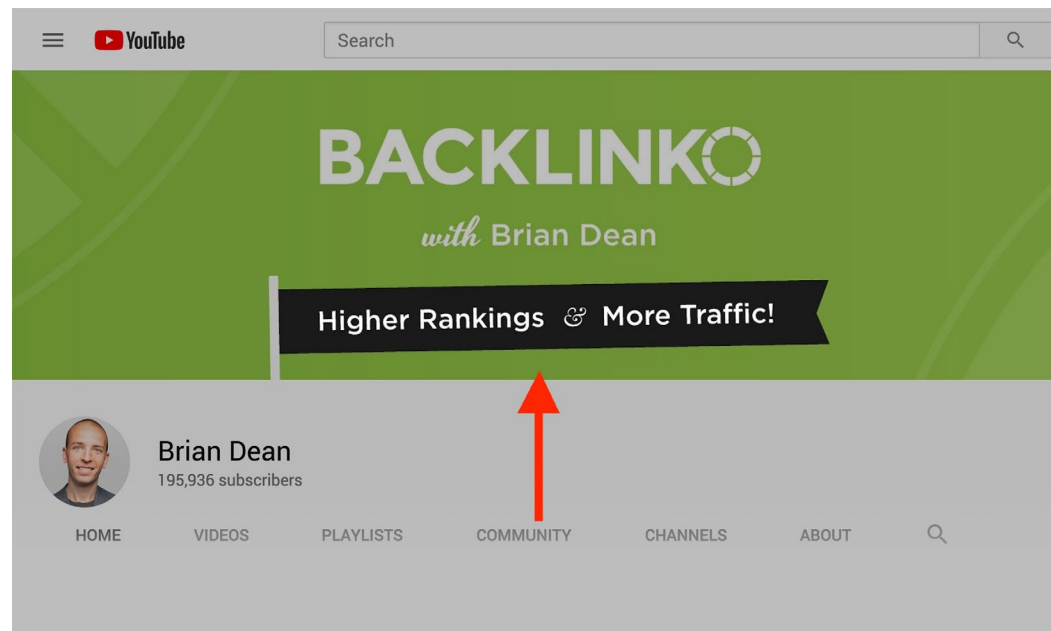 YouTube
Search
BACKLINKO
with Brian Dean
Higher Rankings & More Traffic!
Brian Dean
195,936 subscribers
HOME VIDEOS PLAYLISTS COMMUNITY CHANNELS ABOUT